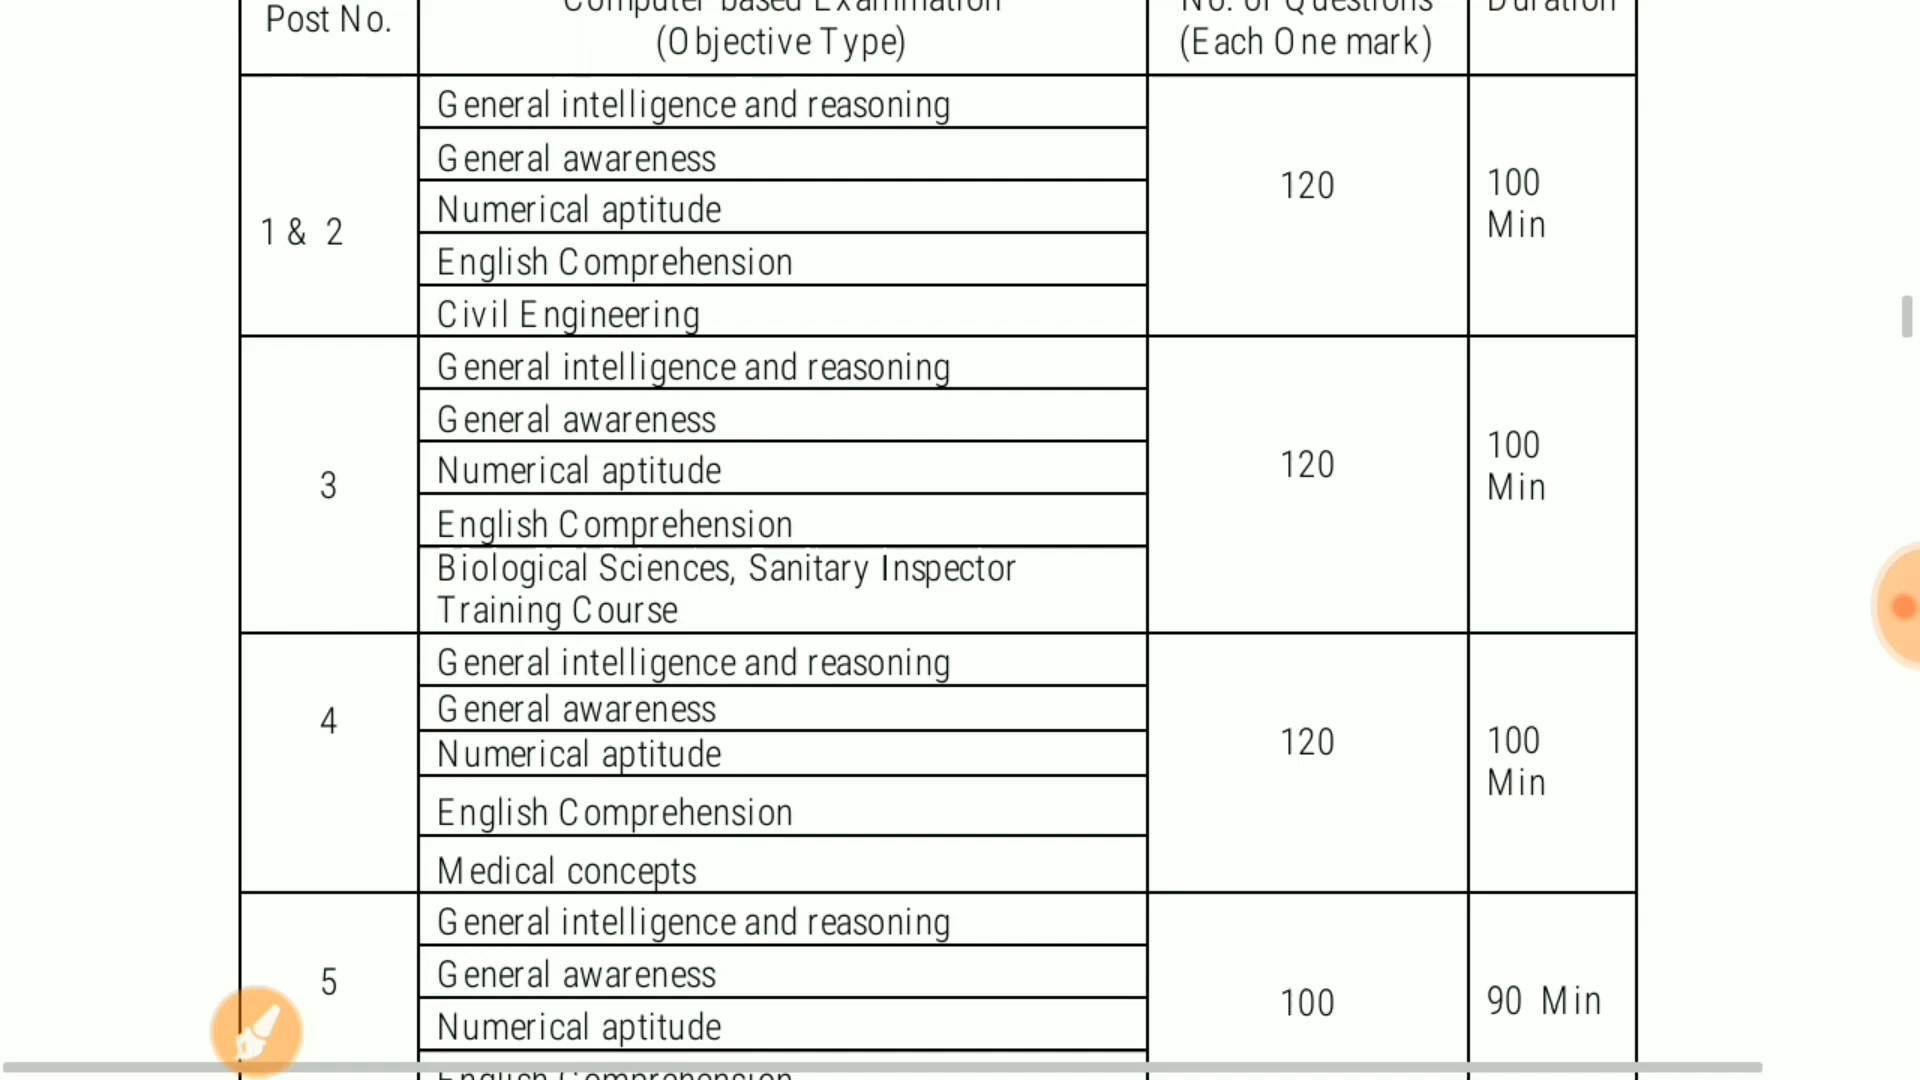 Post No.
Computer based Examination
(Objective Type)
No. of Questions
(Each One mark)
Duration
1 & 2
General intelligence and reasoning
General awareness
Numerical aptitude
English Comprehension
Civil Engineering
120
100
Min
3
General intelligence and reasoning
General awareness
Numerical aptitude
English Comprehension
Biological Sciences, Sanitary Inspector
Training Course
120
100
Min
4
General intelligence and reasoning
General awareness
Numerical aptitude
English Comprehension
Medical concepts
120
100
Min
5
General intelligence and reasoning
General awareness
Numerical aptitude
English Comprehension
100
90 Min